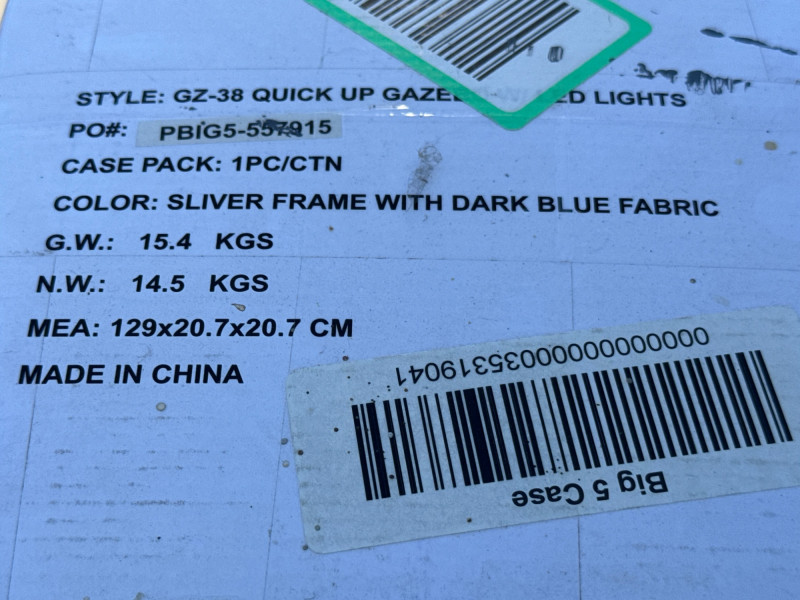 STYLE: GZ-38 QUICK UP LIGHTS
PO#: PBIG5-557915
CASE PACK: 1PC/CTN
COLOR: SLIVER FRAME WITH DARK BLUE FABRIC
G.W.: 15.4 KGS
N.W.: 14.5 KGS
MEA: 129x20.7x20.7 CM
MADE IN CHINA
Big 5 Case